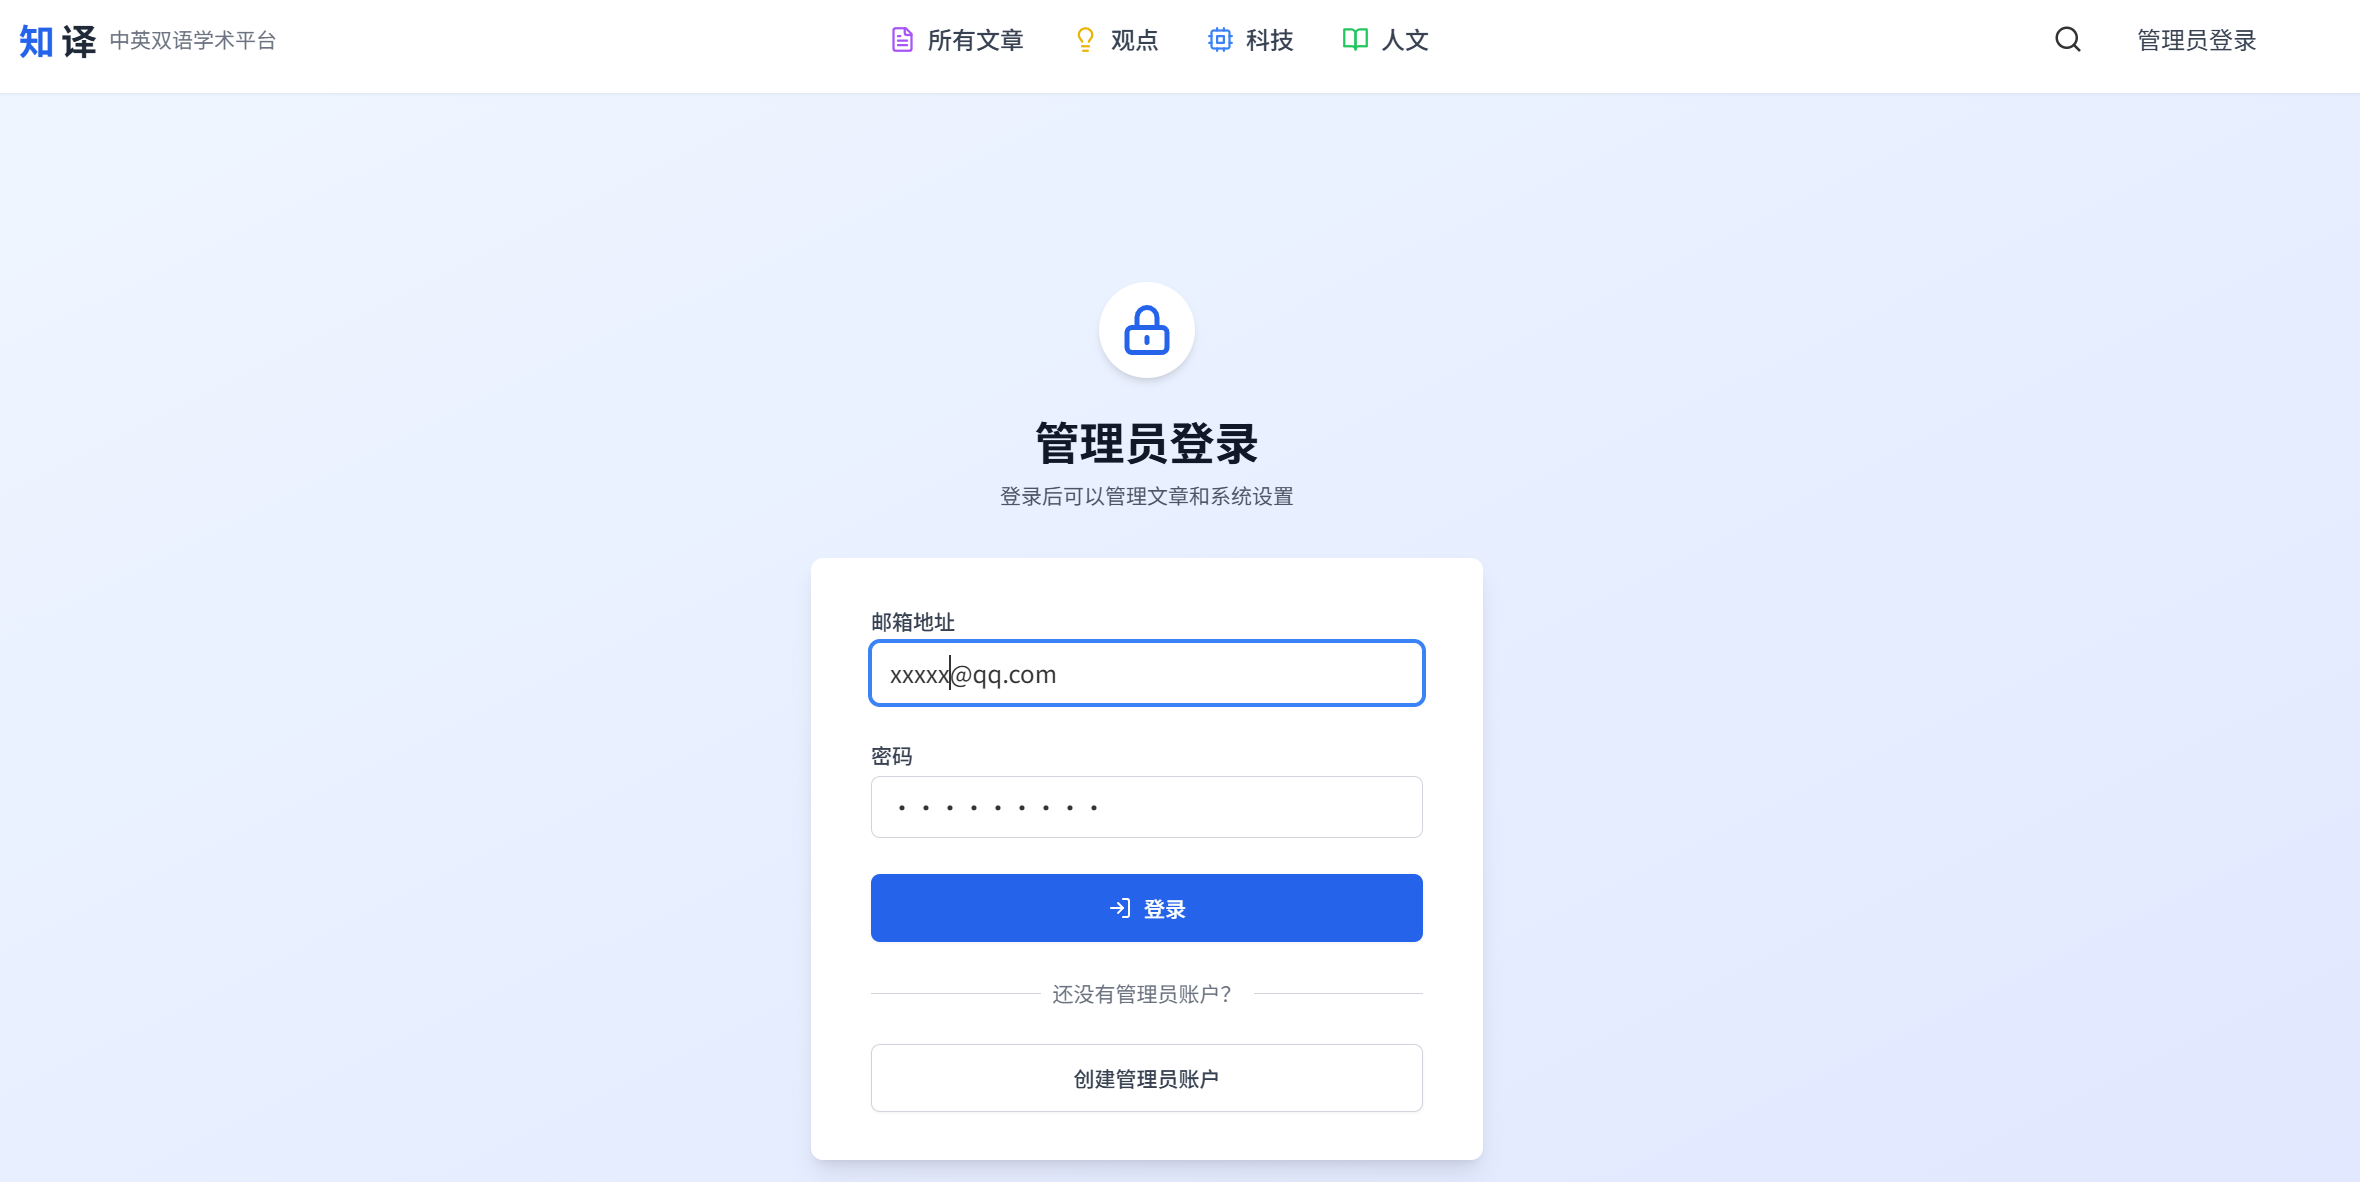 知译 中英双语学术平台 所有文章 观点 科技 人文 管理员登录
管理员登录
登录后可以管理文章和系统设置
邮箱地址
xxxxx@qq.com
密码
•••••••••
登录
还没有管理员账户？
创建管理员账户